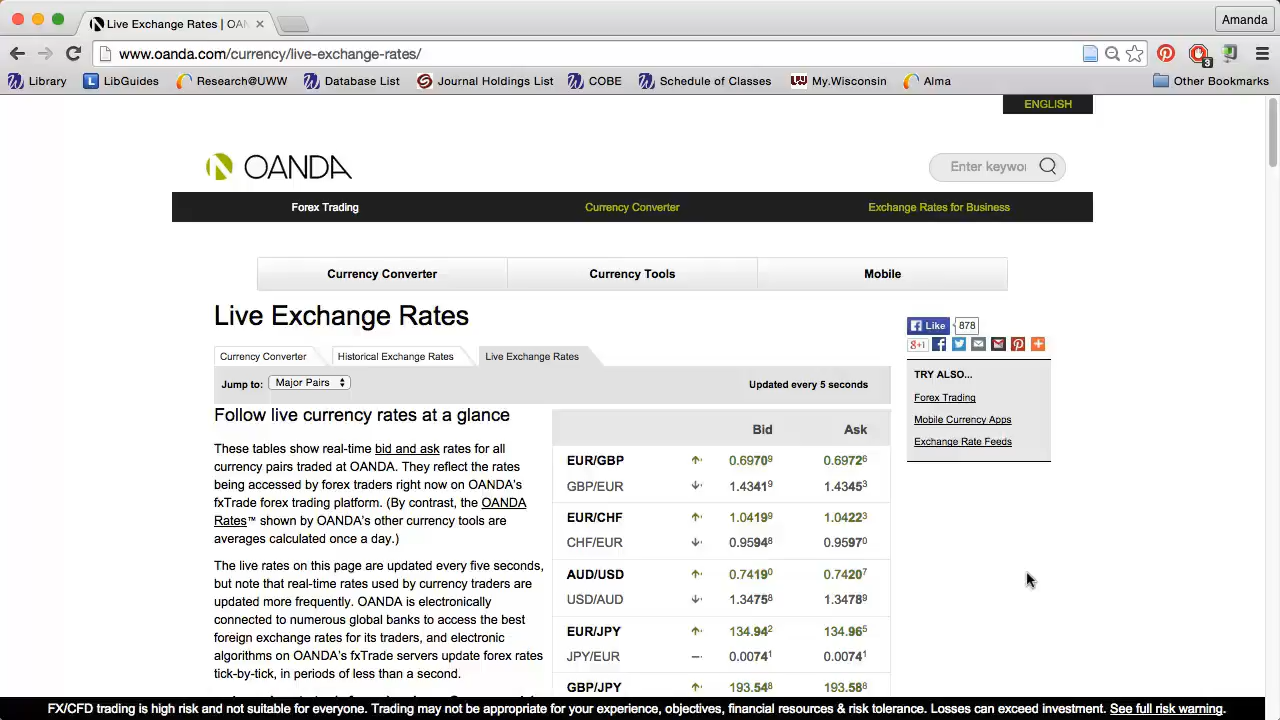 Live Exchange Rates | OAN
Amanda
www.oanda.com/currency/live-exchange-rates/
3
Library LibGuides Research@UWW Database List Journal Holdings List COBE Schedule of Classes My.Wisconsin Alma Other Bookmarks
ENGLISH
OANDA
Enter keywor
Forex Trading Currency Converter Exchange Rates for Business
Currency Converter Currency Tools Mobile
Live Exchange Rates
Like 878
Currency Converter Historical Exchange Rates Live Exchange Rates
Jump to: Major Pairs Updated every 5 seconds
TRY ALSO...
Forex Trading
Mobile Currency Apps
Exchange Rate Feeds
Follow live currency rates at a glance
These tables show real-time bid and ask rates for all
currency pairs traded at OANDA. They reflect the rates
being accessed by forex traders right now on OANDA's
fxTrade forex trading platform. (By contrast, the OANDA
Rates™ shown by OANDA's other currency tools are
averages calculated once a day.)
The live rates on this page are updated every five seconds,
but note that real-time rates used by currency traders are
updated more frequently. OANDA is electronically
connected to numerous global banks to access the best
foreign exchange rates for its traders, and electronic
algorithms on OANDA's fxTrade servers update forex rates
tick-by-tick, in periods of less than a second.
Bid Ask
EUR/GBP 0.6970⁹ 0.6972⁶
GBP/EUR 1.4341⁹ 1.4345³
EUR/CHF 1.0419⁹ 1.0422³
CHF/EUR 0.9594⁸ 0.9597⁰
AUD/USD 0.7419⁰ 0.7420⁷
USD/AUD 1.3475⁸ 1.3478⁹
EUR/JPY 134.94² 134.96⁵
JPY/EUR 0.0074¹ 0.0074¹
GBP/JPY 193.54⁸ 193.58⁸
FX/CFD trading is high risk and not suitable for everyone. Trading may not be appropriate for your experience, objectives, financial resources & risk tolerance. Losses can exceed investment. See full risk warning.